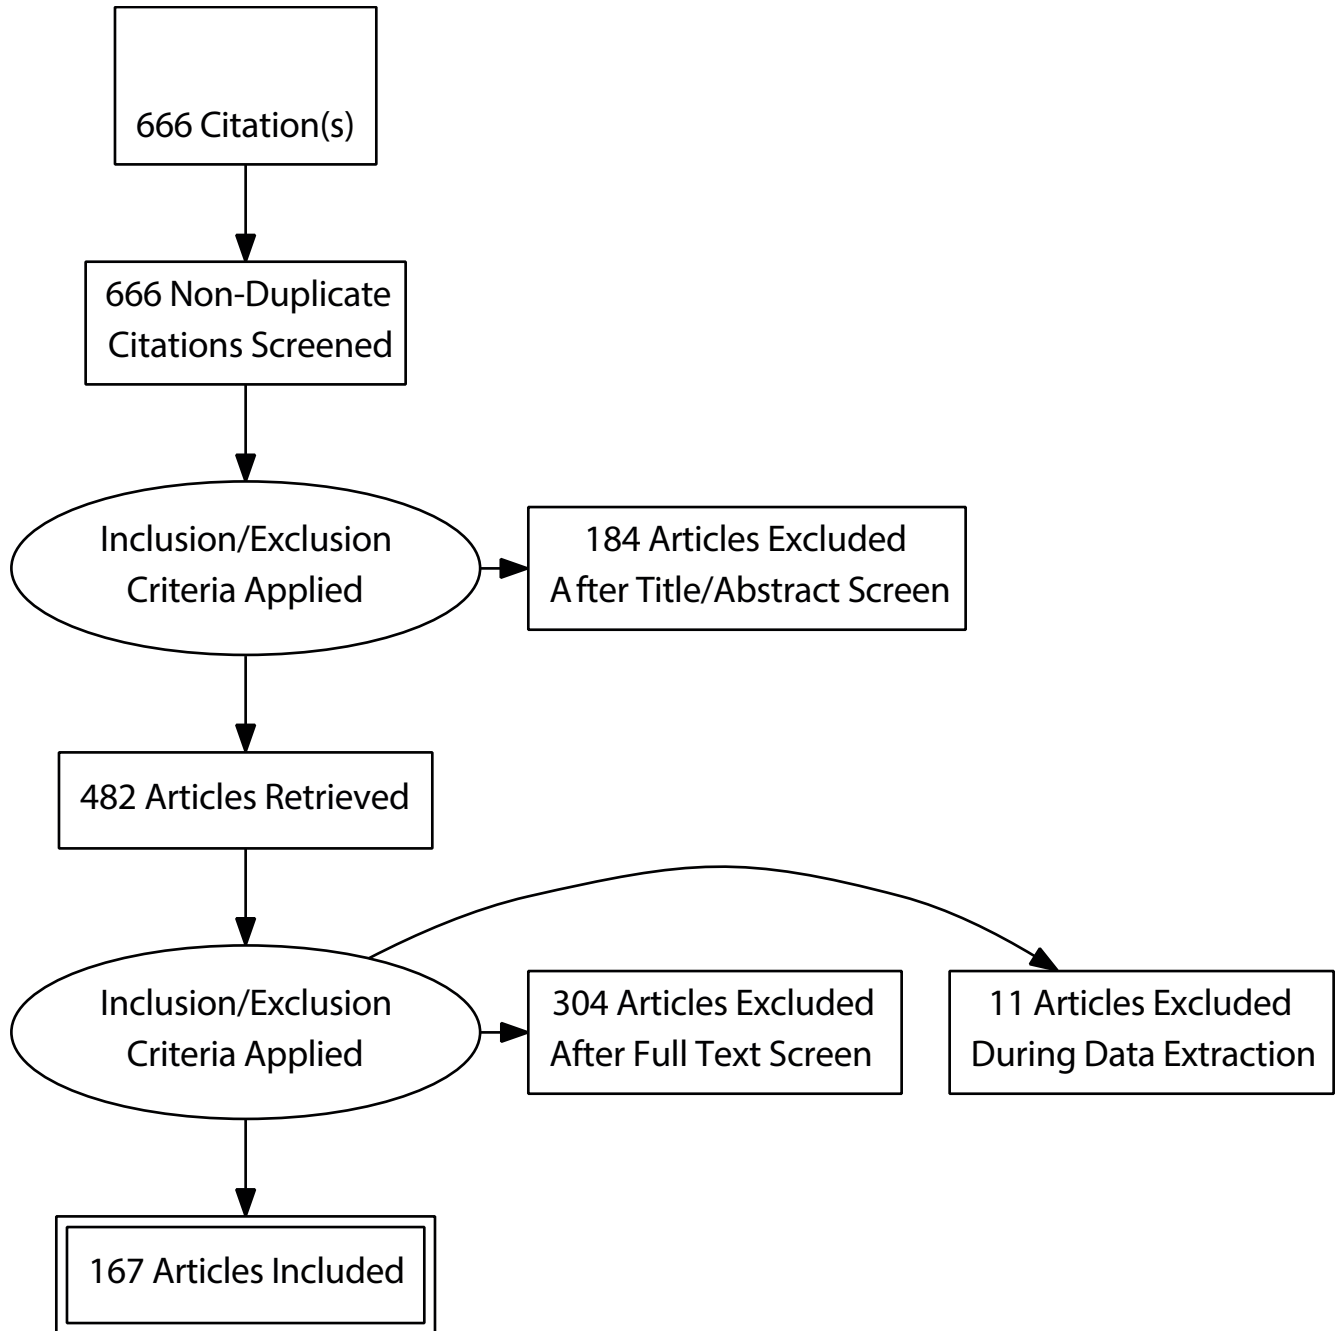 666 Citation(s)
666 Non-Duplicate
Citations Screened
Inclusion/Exclusion
Criteria Applied
184 Articles Excluded
After Title/Abstract Screen
482 Articles Retrieved
Inclusion/Exclusion
Criteria Applied
304 Articles Excluded
After Full Text Screen
11 Articles Excluded
During Data Extraction
167 Articles Included